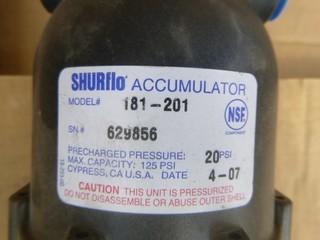 SHURflo ACCUMULATOR
MODEL# 181-201
NSF
COMPONENT
SN# 629856
PRECHARGED PRESSURE: 20PSI
MAX. CAPACITY: 125 PSI
CYPRESS, CA U.S.A. DATE 4-07
CAUTION THIS UNIT IS PRESSURIZED
DO NOT DISASSEMBLE OR ABUSE OUTER SHELL